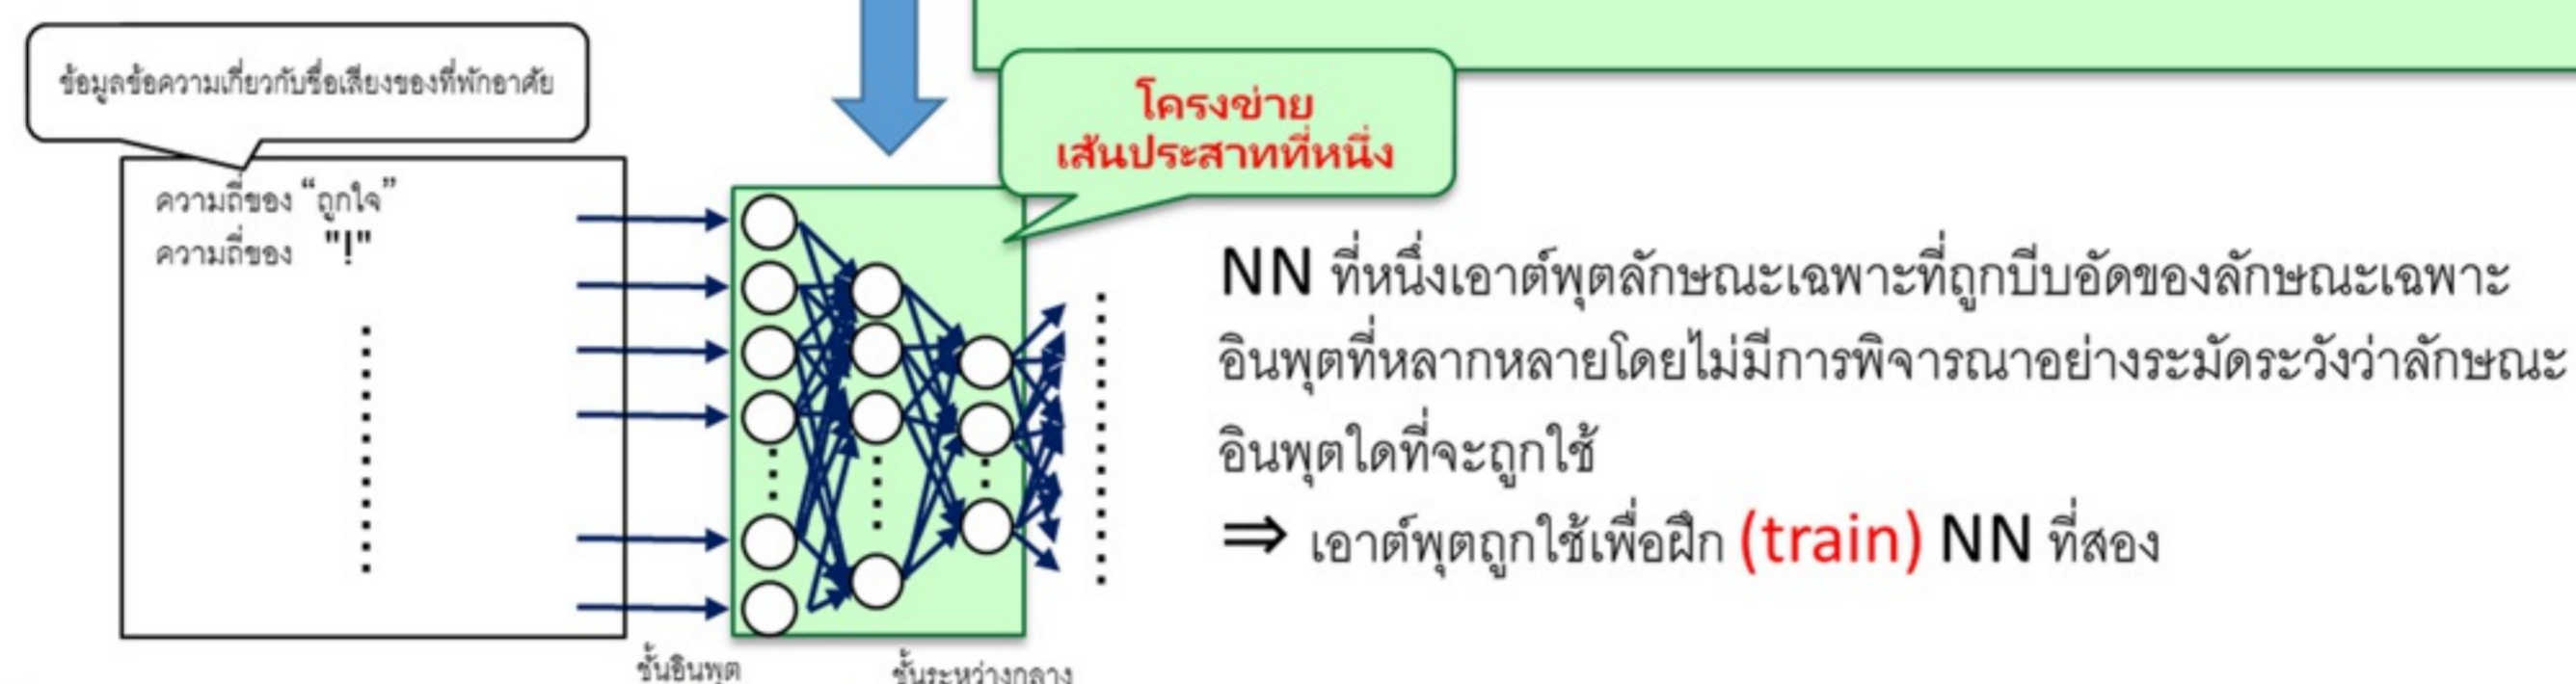 ข้อมูลข้อความเกี่ยวกับชื่อเสียงของที่พักอาศัย
โครงข่าย
เส้นประสาทที่หนึ่ง
ความถี่ของ “ถูกใจ”
ความถี่ของ "!"
NN ที่หนึ่งเอาต์พุตลักษณะเฉพาะที่ถูกบีบอัดของลักษณะเฉพาะ
อินพุตที่หลากหลายโดยไม่มีการพิจารณาอย่างระมัดระวังว่าลักษณะ
อินพุตใดที่จะถูกใช้
⇒ เอาต์พุตถูกใช้เพื่อฝึก (train) NN ที่สอง
ชั้นอินพุต
ชั้นระหว่างกลาง